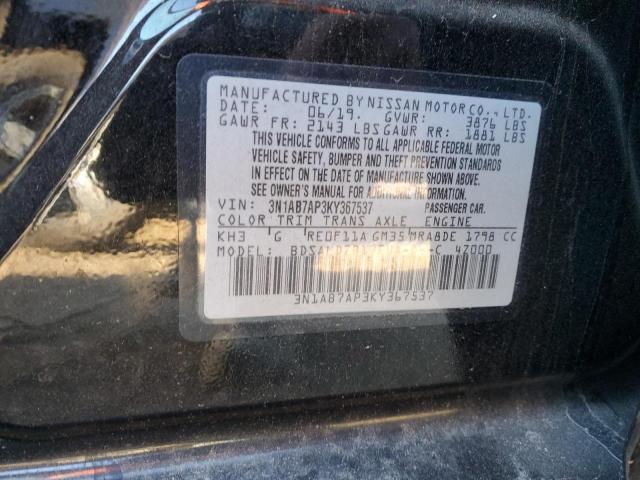 MANUFACTURED BY NISSAN MOTOR CO., LTD.
DATE: 06/19. GVWR: 3876 LBS
GAWR FR: 2143 LBS GAWR RR: 1881 LBS
THIS VEHICLE CONFORMS TO ALL APPLICABLE FEDERAL MOTOR
VEHICLE SAFETY, BUMPER AND THEFT PREVENTION STANDARDS
IN EFFECT ON THE DATE OF MANUFACTURE SHOWN ABOVE.
SEE OWNER'S MANUAL FOR ADDITIONAL INFORMATION.
VIN: 3N1AB7AP3KY367537 PASSENGER CAR.
COLOR TRIM TRANS AXLE ENGINE
KH3 G RE0F11A GM35 MRA8DE 1798 CC
MODEL: 4Z000
3N1AB7AP3KY367537